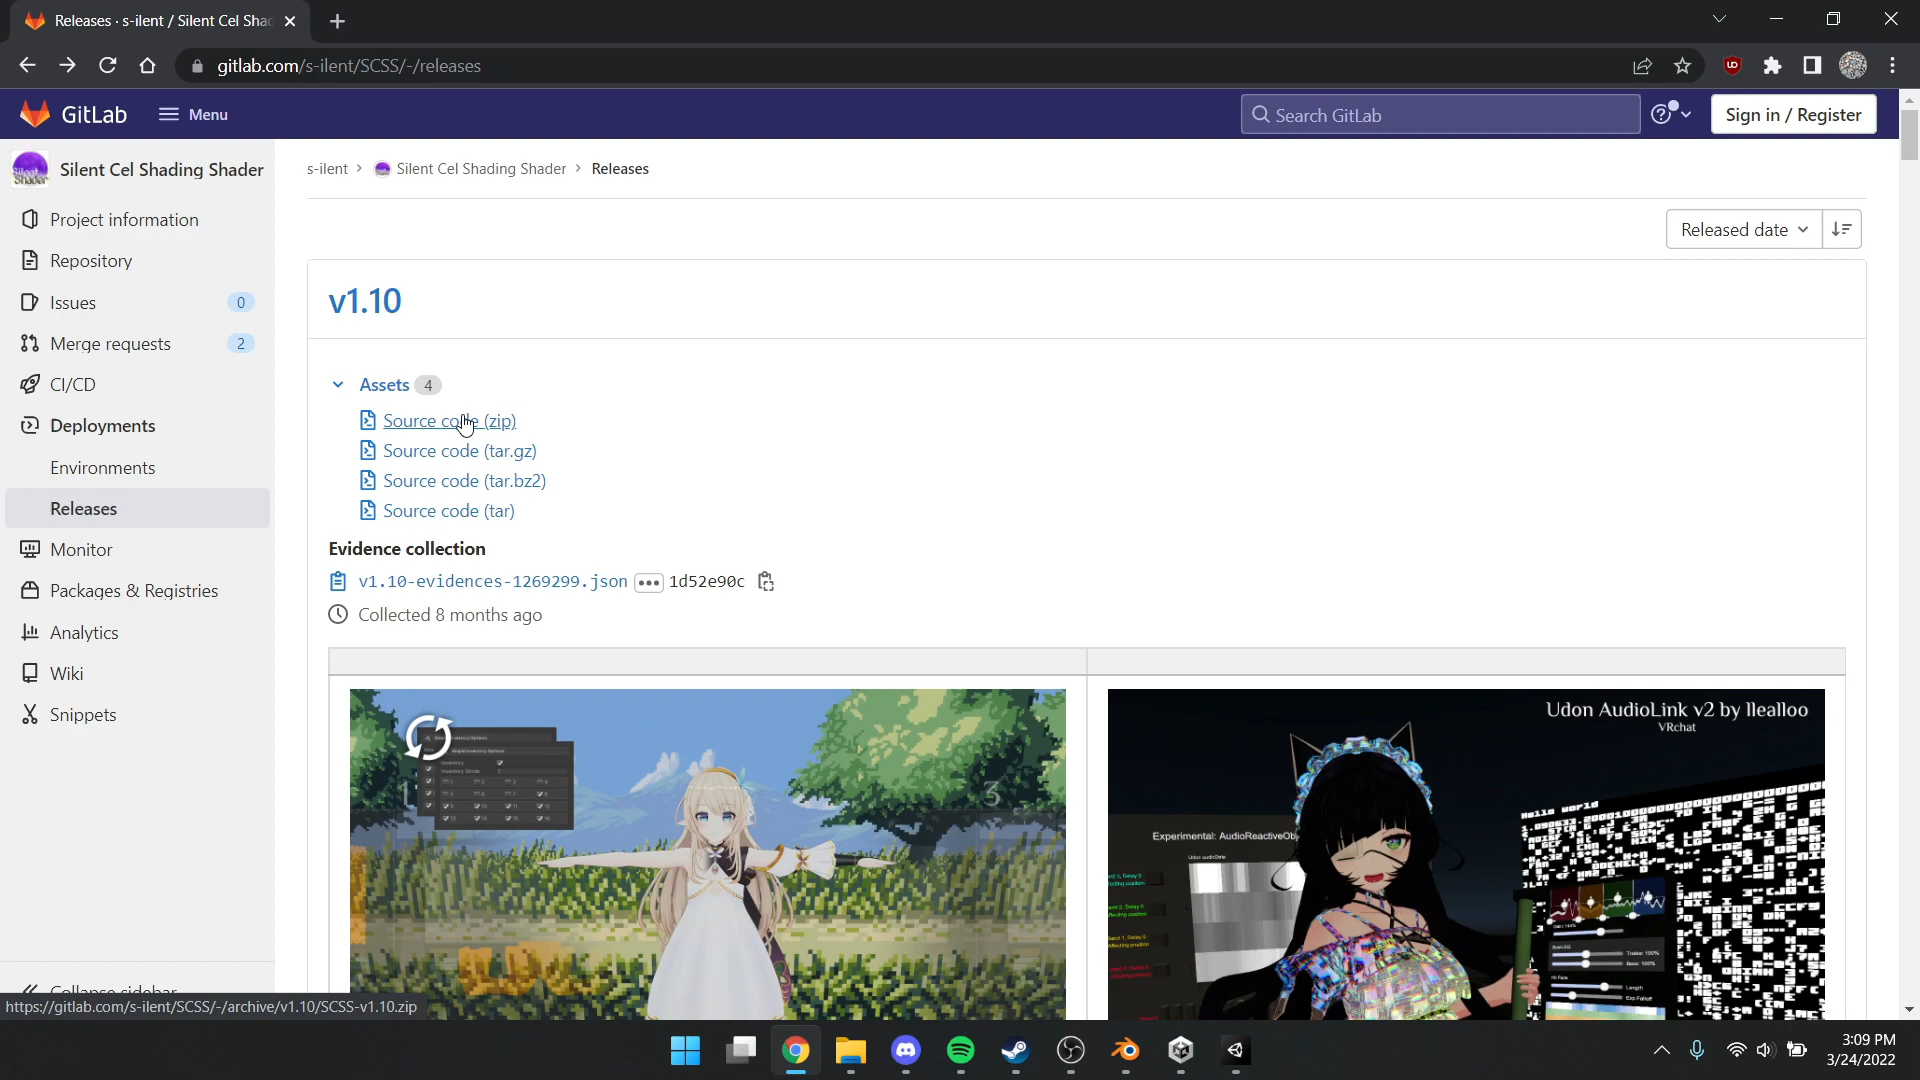 Releases · s-ilent / Silent Cel Sha
gitlab.com/s-ilent/SCSS/-/releases
GitLab
Menu
Search GitLab
Sign in / Register
Silent Cel Shading Shader
s-ilent › Silent Cel Shading Shader › Releases
Project information
Repository
Issues 0
Merge requests 2
CI/CD
Deployments
Environments
Releases
Monitor
Packages & Registries
Analytics
Wiki
Snippets
Collapse sidebar
Released date
v1.10
Assets 4
Source code (zip)
Source code (tar.gz)
Source code (tar.bz2)
Source code (tar)
Evidence collection
v1.10-evidences-1269299.json ••• 1d52e90c
Collected 8 months ago
Udon AudioLink v2 by llealloo
VRchat
Hello World
Experimental: AudioReactiveOb
https://gitlab.com/s-ilent/SCSS/-/archive/v1.10/SCSS-v1.10.zip
3:09 PM
3/24/2022